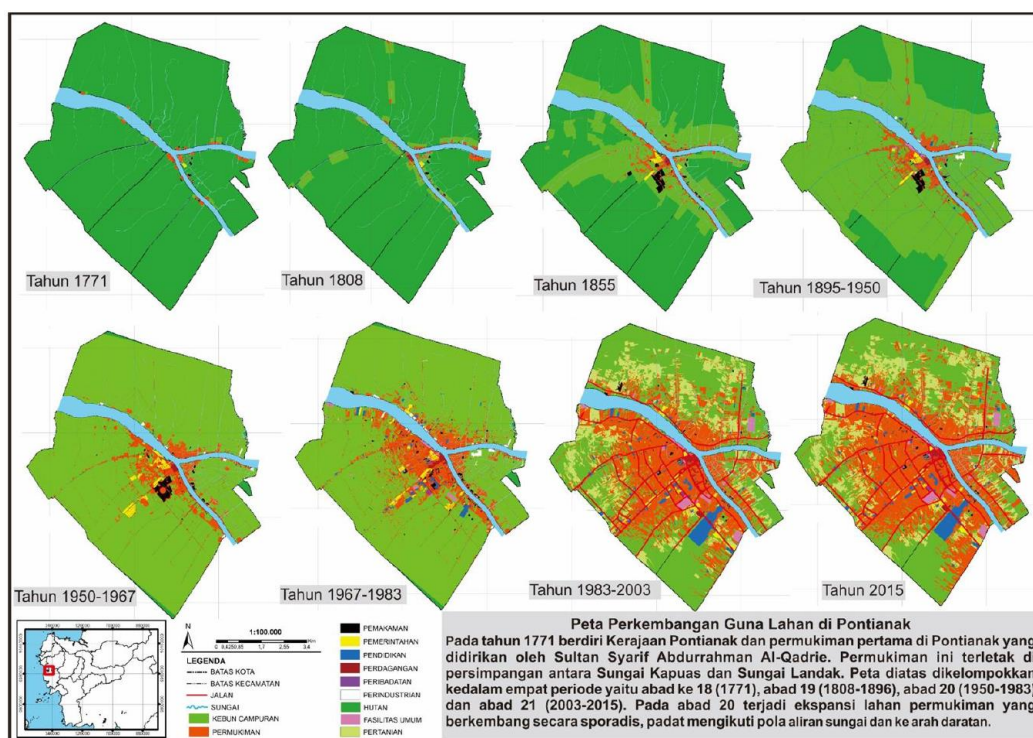 Tahun 1771
Tahun 1808
Tahun 1855
Tahun 1895-1950
Tahun 1950-1967
Tahun 1967-1983
Tahun 1983-2003
Tahun 2015
N
1:100.000
LEGENDA
BATAS KOTA
BATAS KECAMATAN
JALAN
SUNGAI
KEBUN CAMPURAN
PERMUKIMAN
PEMAKAMAN
PEMERINTAHAN
PENDIDIKAN
PERDAGANGAN
PERIBADATAN
PERINDUSTRIAN
HUTAN
FASILITAS UMUM
PERTANIAN
Peta Perkembangan Guna Lahan di Pontianak
Pada tahun 1771 berdiri Kerajaan Pontianak dan permukiman pertama di Pontianak yang
didirikan oleh Sultan Syarif Abdurrahman Al-Qadrie. Permukiman ini terletak di
persimpangan antara Sungai Kapuas dan Sungai Landak. Peta diatas dikelompokkan
kedalam empat periode yaitu abad ke 18 (1771), abad 19 (1808-1896), abad 20 (1950-1983)
dan abad 21 (2003-2015). Pada abad 20 terjadi ekspansi lahan permukiman yang
berkembang secara sporadis, padat mengikuti pola aliran sungai dan ke arah daratan.